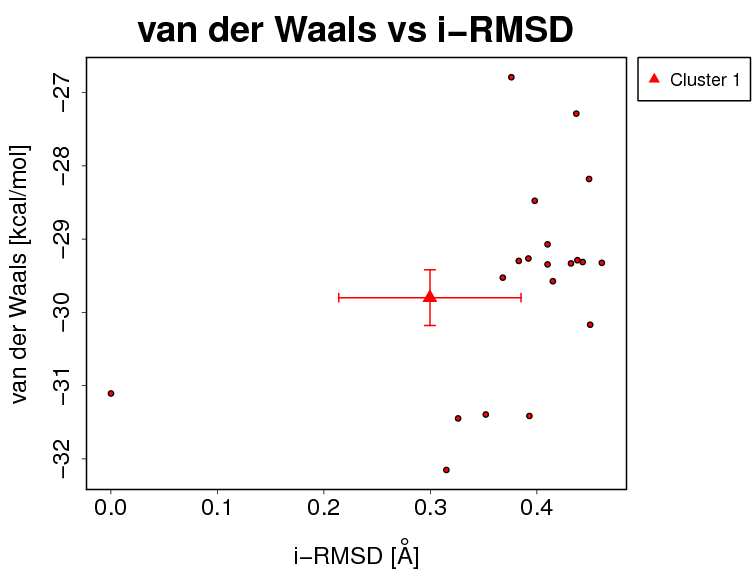 van der Waals vs i−RMSD
Cluster 1
van der Waals [kcal/mol]
−27
−28
−29
−30
−31
−32
0.0 0.1 0.2 0.3 0.4
i−RMSD [Å]